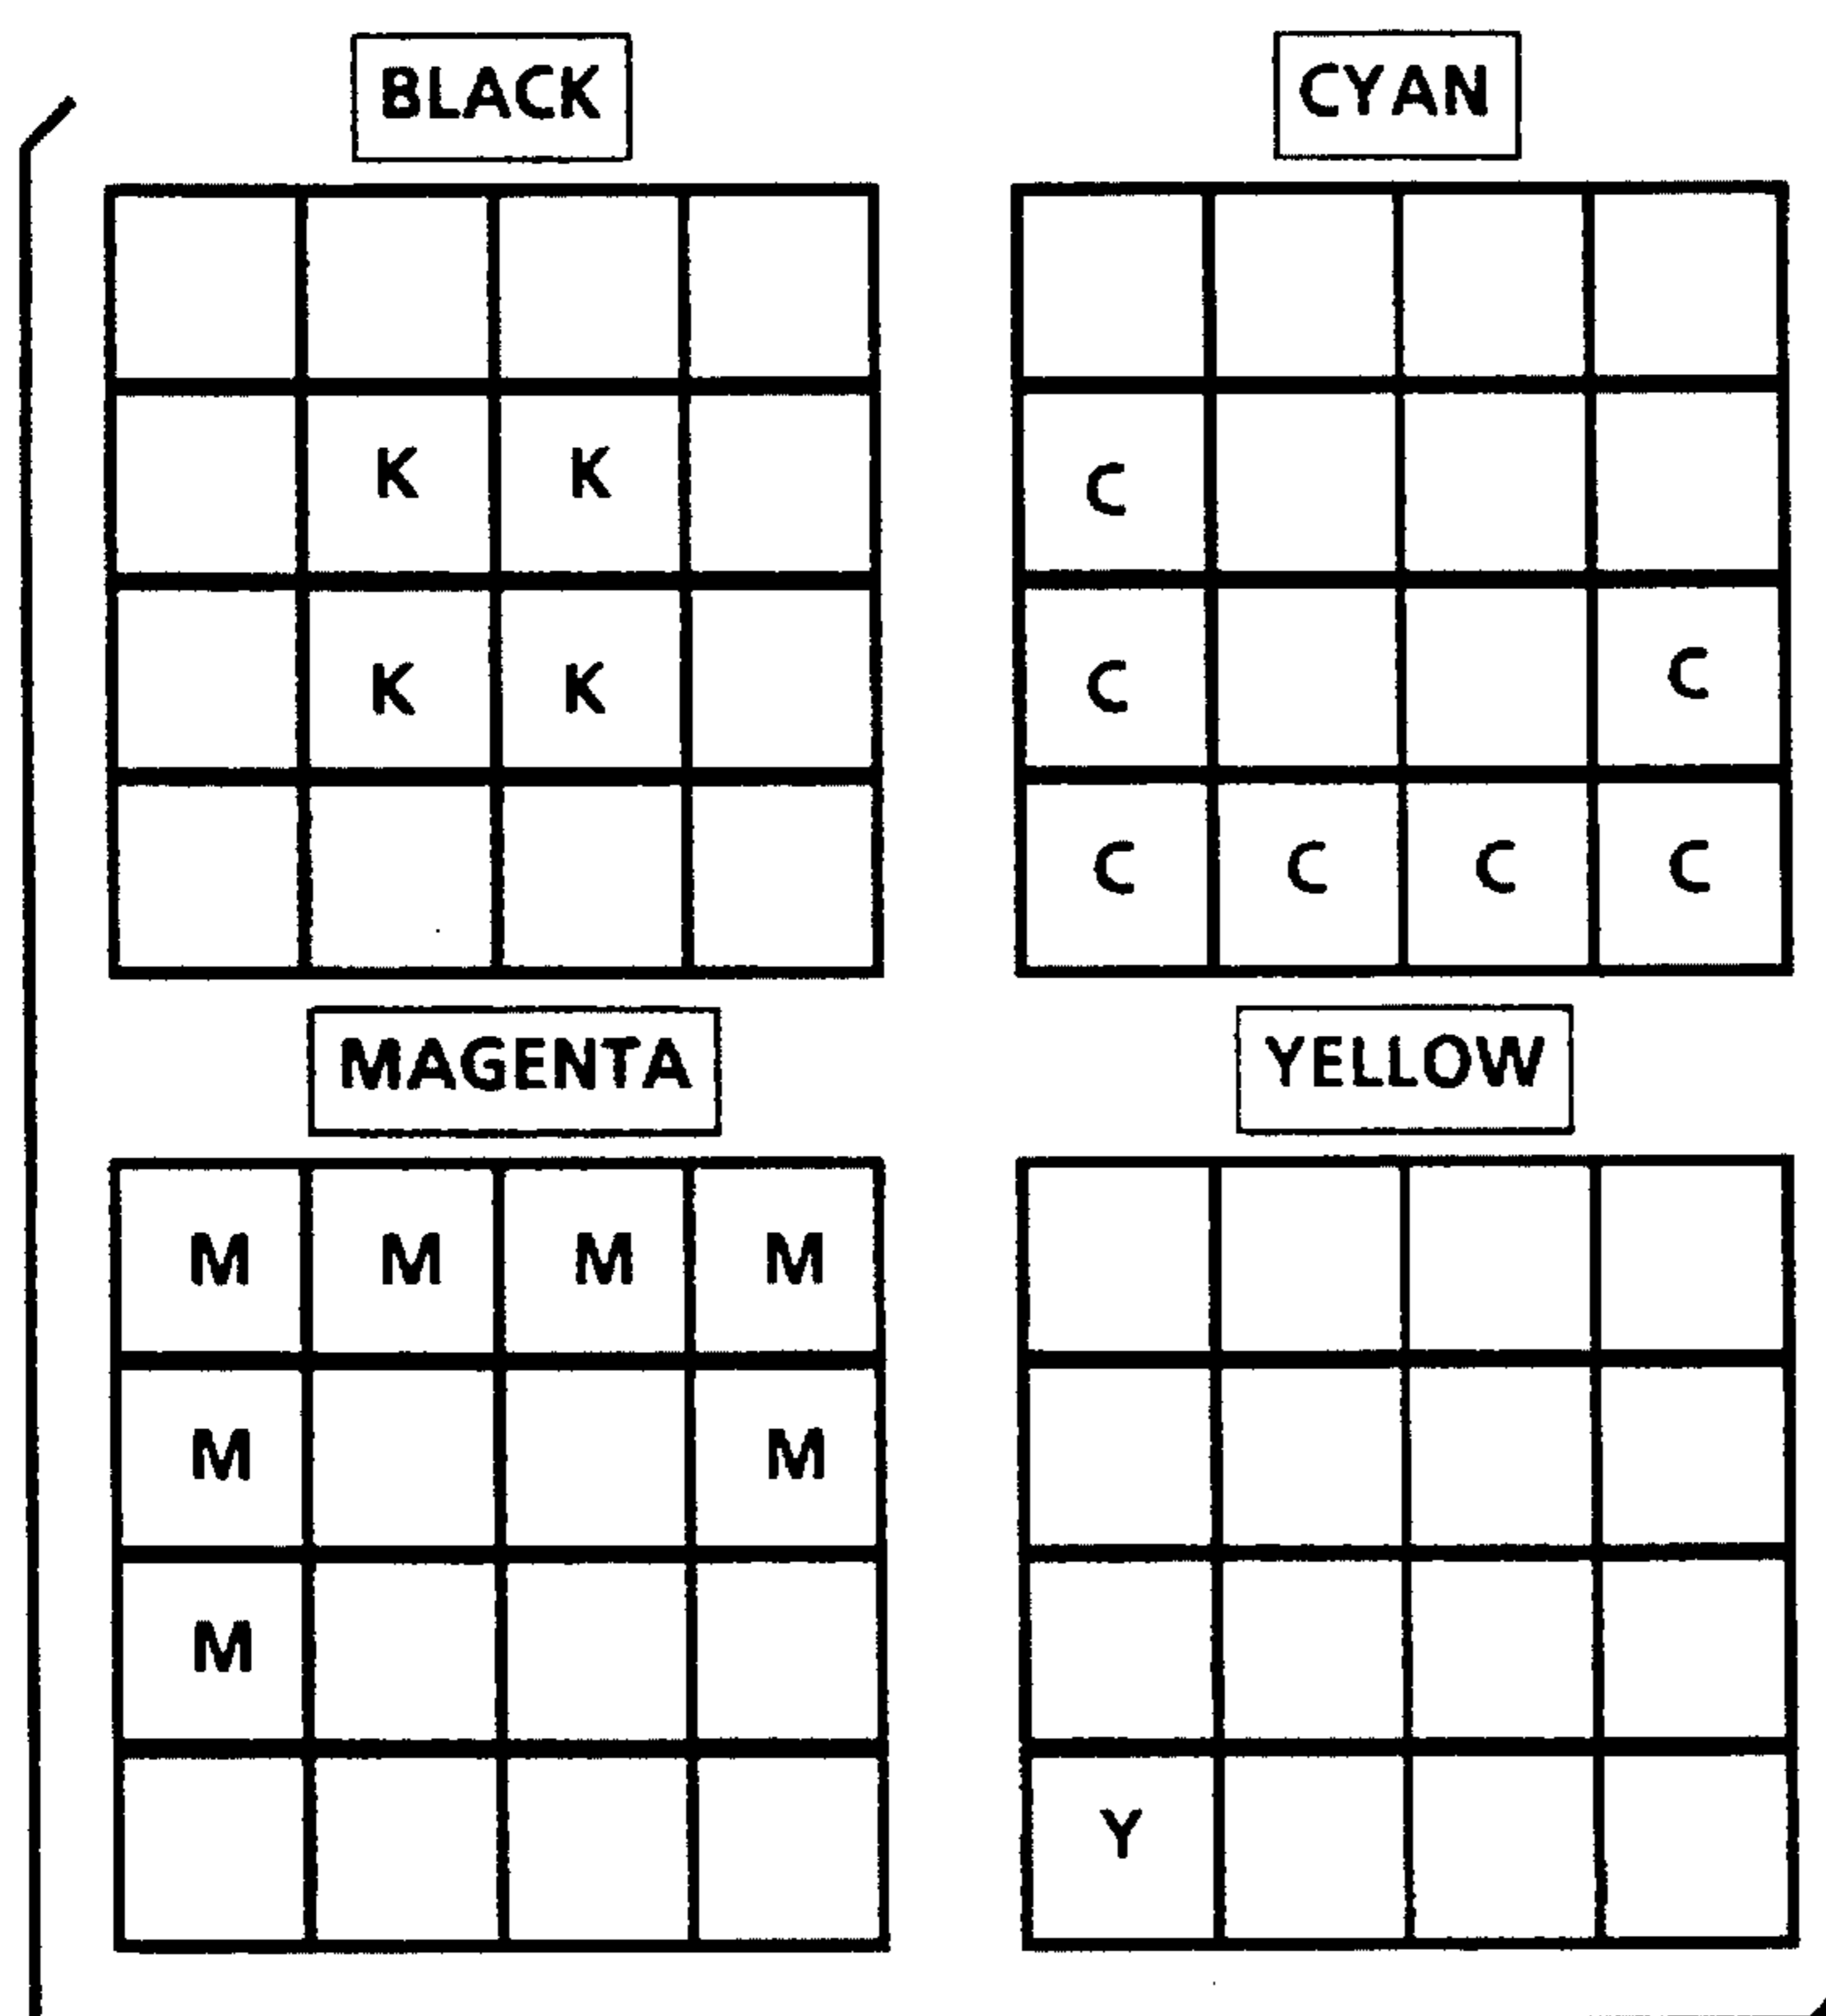 BLACK
K K
K K
CYAN
C
C C
C C C C
MAGENTA
M M M M
M M
M
YELLOW
Y